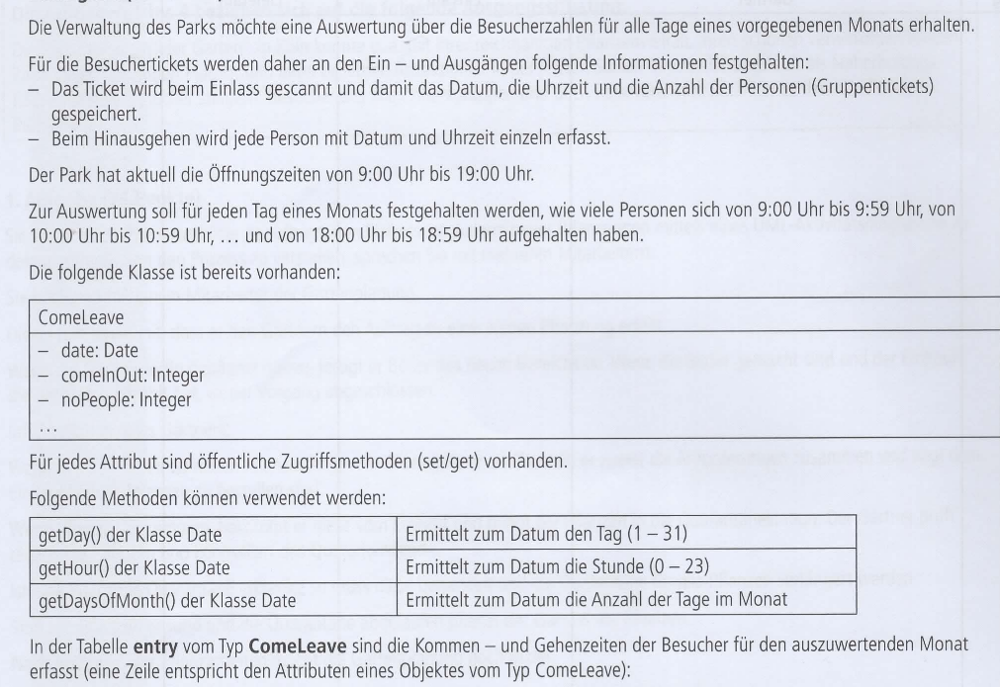 Die Verwaltung des Parks möchte eine Auswertung über die Besucherzahlen für alle Tage eines vorgegebenen Monats erhalten.
Für die Besuchertickets werden daher an den Ein – und Ausgängen folgende Informationen festgehalten:
– Das Ticket wird beim Einlass gescannt und damit das Datum, die Uhrzeit und die Anzahl der Personen (Gruppentickets)
gespeichert.
– Beim Hinausgehen wird jede Person mit Datum und Uhrzeit einzeln erfasst.
Der Park hat aktuell die Öffnungszeiten von 9:00 Uhr bis 19:00 Uhr.
Zur Auswertung soll für jeden Tag eines Monats festgehalten werden, wie viele Personen sich von 9:00 Uhr bis 9:59 Uhr, von
10:00 Uhr bis 10:59 Uhr, … und von 18:00 Uhr bis 18:59 Uhr aufgehalten haben.
Die folgende Klasse ist bereits vorhanden:
ComeLeave
– date: Date
– comeInOut: Integer
– noPeople: Integer
…
Für jedes Attribut sind öffentliche Zugriffsmethoden (set/get) vorhanden.
Folgende Methoden können verwendet werden:
getDay() der Klasse Date Ermittelt zum Datum den Tag (1 – 31)
getHour() der Klasse Date Ermittelt zum Datum die Stunde (0 – 23)
getDaysOfMonth() der Klasse Date Ermittelt zum Datum die Anzahl der Tage im Monat
In der Tabelle entry vom Typ ComeLeave sind die Kommen – und Gehenzeiten der Besucher für den auszuwertenden Monat
erfasst (eine Zeile entspricht den Attributen eines Objektes vom Typ ComeLeave):